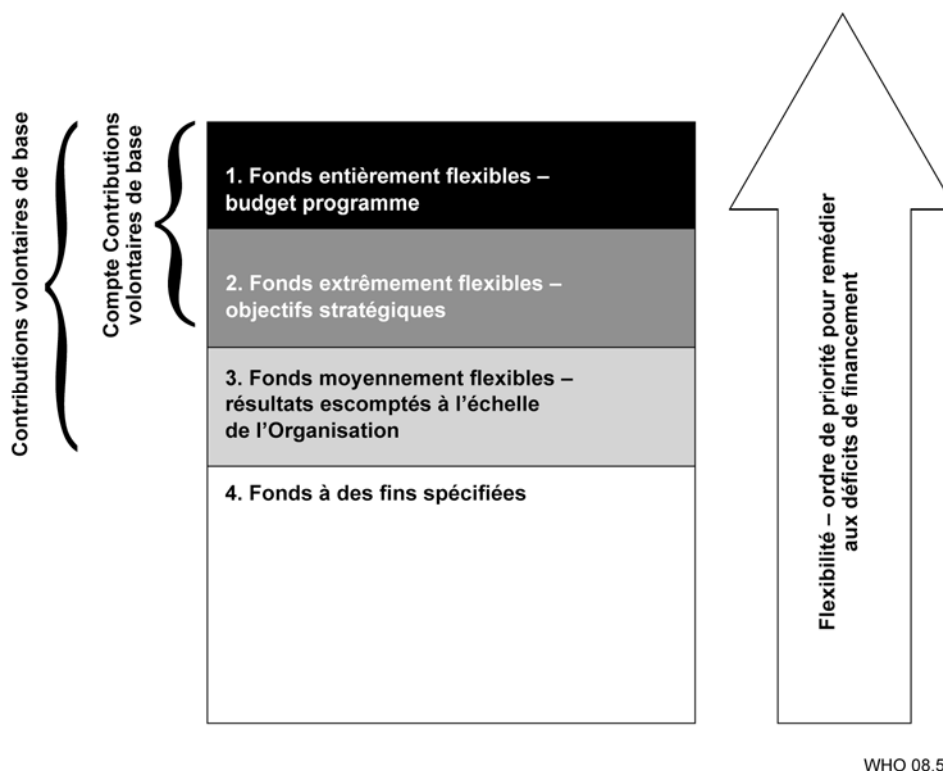 Contributions volontaires de base
Compte Contributions
volontaires de base
1. Fonds entièrement flexibles –
budget programme
2. Fonds extrêmement flexibles –
objectifs stratégiques
3. Fonds moyennement flexibles –
résultats escomptés à l’échelle
de l’Organisation
4. Fonds à des fins spécifiées
Flexibilité – ordre de priorité pour remédier
aux déficits de financement
WHO 08.5